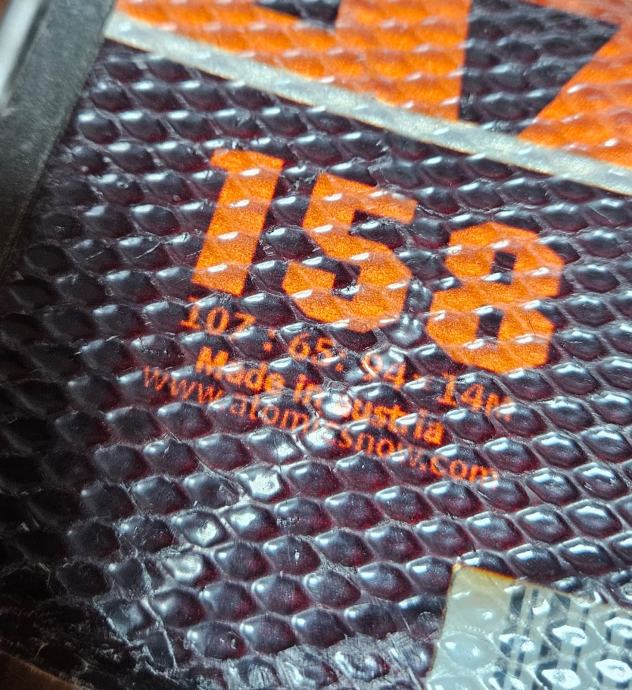 158
107 : 65: 94 - 14m
Made in Austria
www.atomicsnow.com